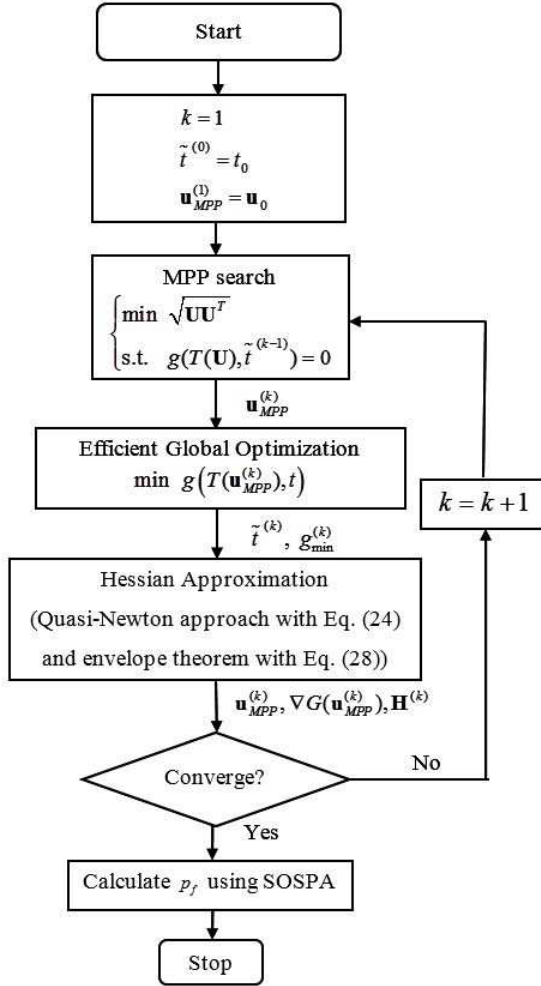 Start
k = 1
t̃^(0) = t_0
u_MPP^(1) = u_0
MPP search
{ min √(UU^T)
s.t. g(T(U), t̃^(k−1)) = 0
u_MPP^(k)
Efficient Global Optimization
min g(T(u_MPP^(k)), t)
t̃^(k), g_min^(k)
k = k + 1
Hessian Approximation
(Quasi-Newton approach with Eq. (24)
and envelope theorem with Eq. (28))
u_MPP^(k), ∇G(u_MPP^(k)), H^(k)
Converge?
No
Yes
Calculate p_f using SOSPA
Stop